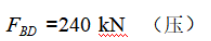 F_BD =240 kN （压）